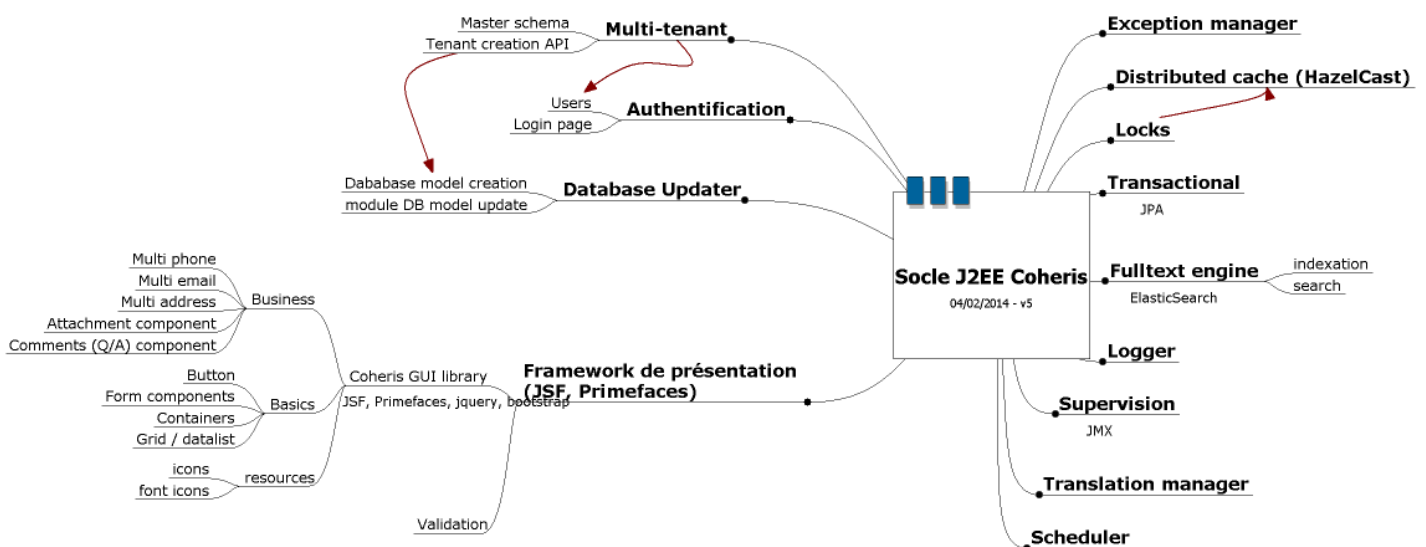 Master schema
Tenant creation API
Multi-tenant
Users
Login page
Authentification
Dababase model creation
module DB model update
Database Updater
Multi phone
Multi email
Multi address
Attachment component
Comments (Q/A) component
Business
Button
Form components
Containers
Grid / datalist
Basics
icons
font icons
resources
Coheris GUI library
JSF, Primefaces, jquery, bootstrap
Validation
Framework de présentation
(JSF, Primefaces)
Socle J2EE Coheris
04/02/2014 - v5
Exception manager
Distributed cache (HazelCast)
Locks
Transactional
JPA
Fulltext engine
ElasticSearch
indexation
search
Logger
Supervision
JMX
Translation manager
Scheduler